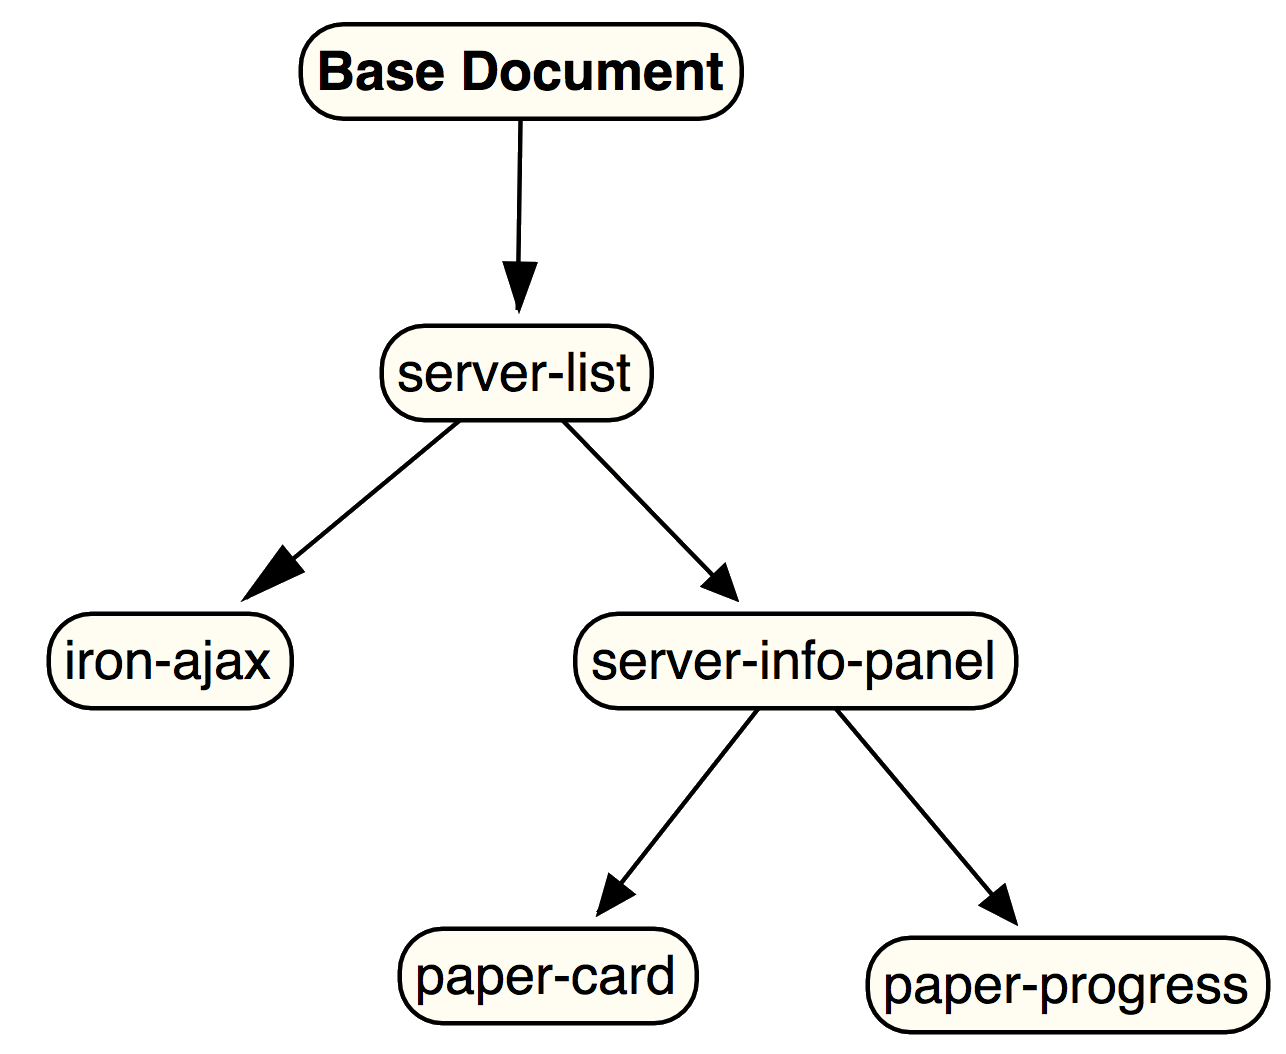 Base Document
server-list
iron-ajax
server-info-panel
paper-card
paper-progress